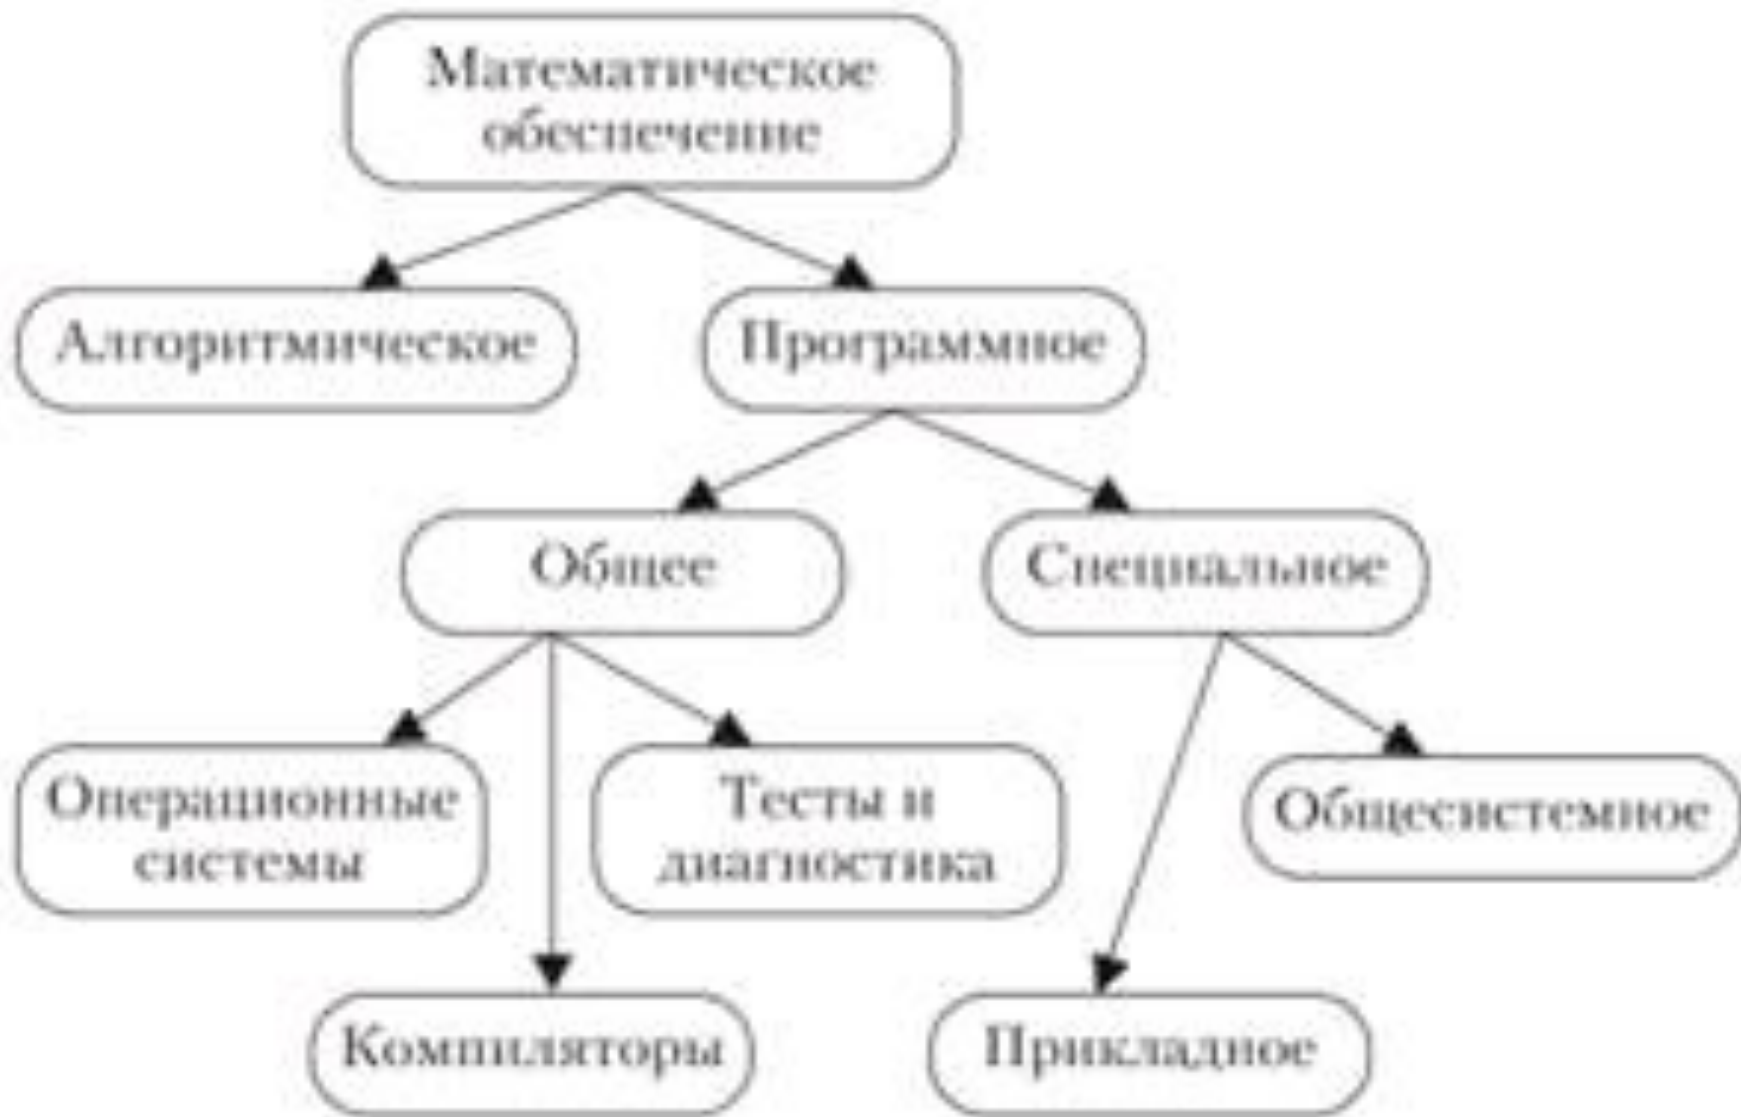 Математическое
обеспечение
Алгоритмическое
Программное
Общее
Специальное
Операционные
системы
Тесты и
диагностика
Общесистемное
Компиляторы
Прикладное